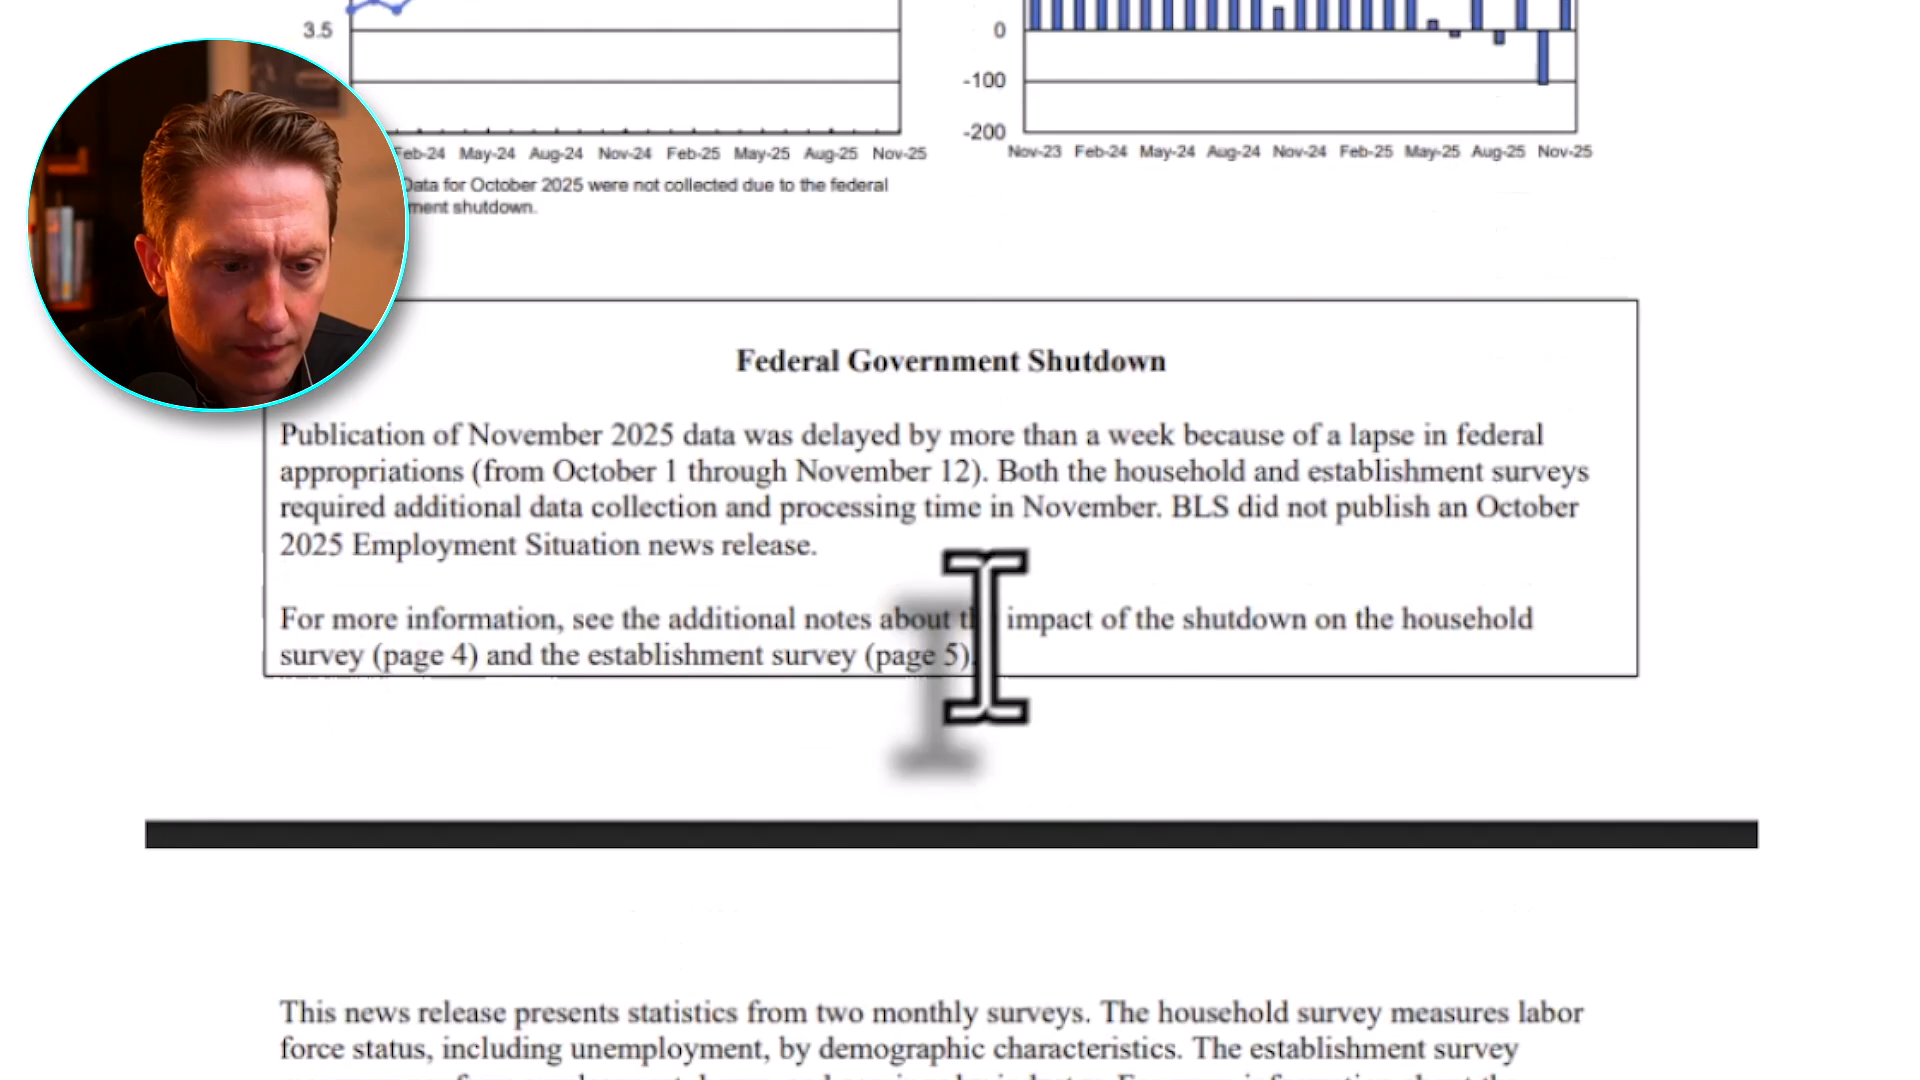 3.5
0
-100
-200
Feb-24 May-24 Aug-24 Nov-24 Feb-25 May-25 Aug-25 Nov-25
Nov-23 Feb-24 May-24 Aug-24 Nov-24 Feb-25 May-25 Aug-25 Nov-25
Data for October 2025 were not collected due to the federal
shutdown.
Federal Government Shutdown
Publication of November 2025 data was delayed by more than a week because of a lapse in federal
appropriations (from October 1 through November 12). Both the household and establishment surveys
required additional data collection and processing time in November. BLS did not publish an October
2025 Employment Situation news release.
For more information, see the additional notes about impact of the shutdown on the household
survey (page 4) and the establishment survey (page 5)
This news release presents statistics from two monthly surveys. The household survey measures labor
force status, including unemployment, by demographic characteristics. The establishment survey